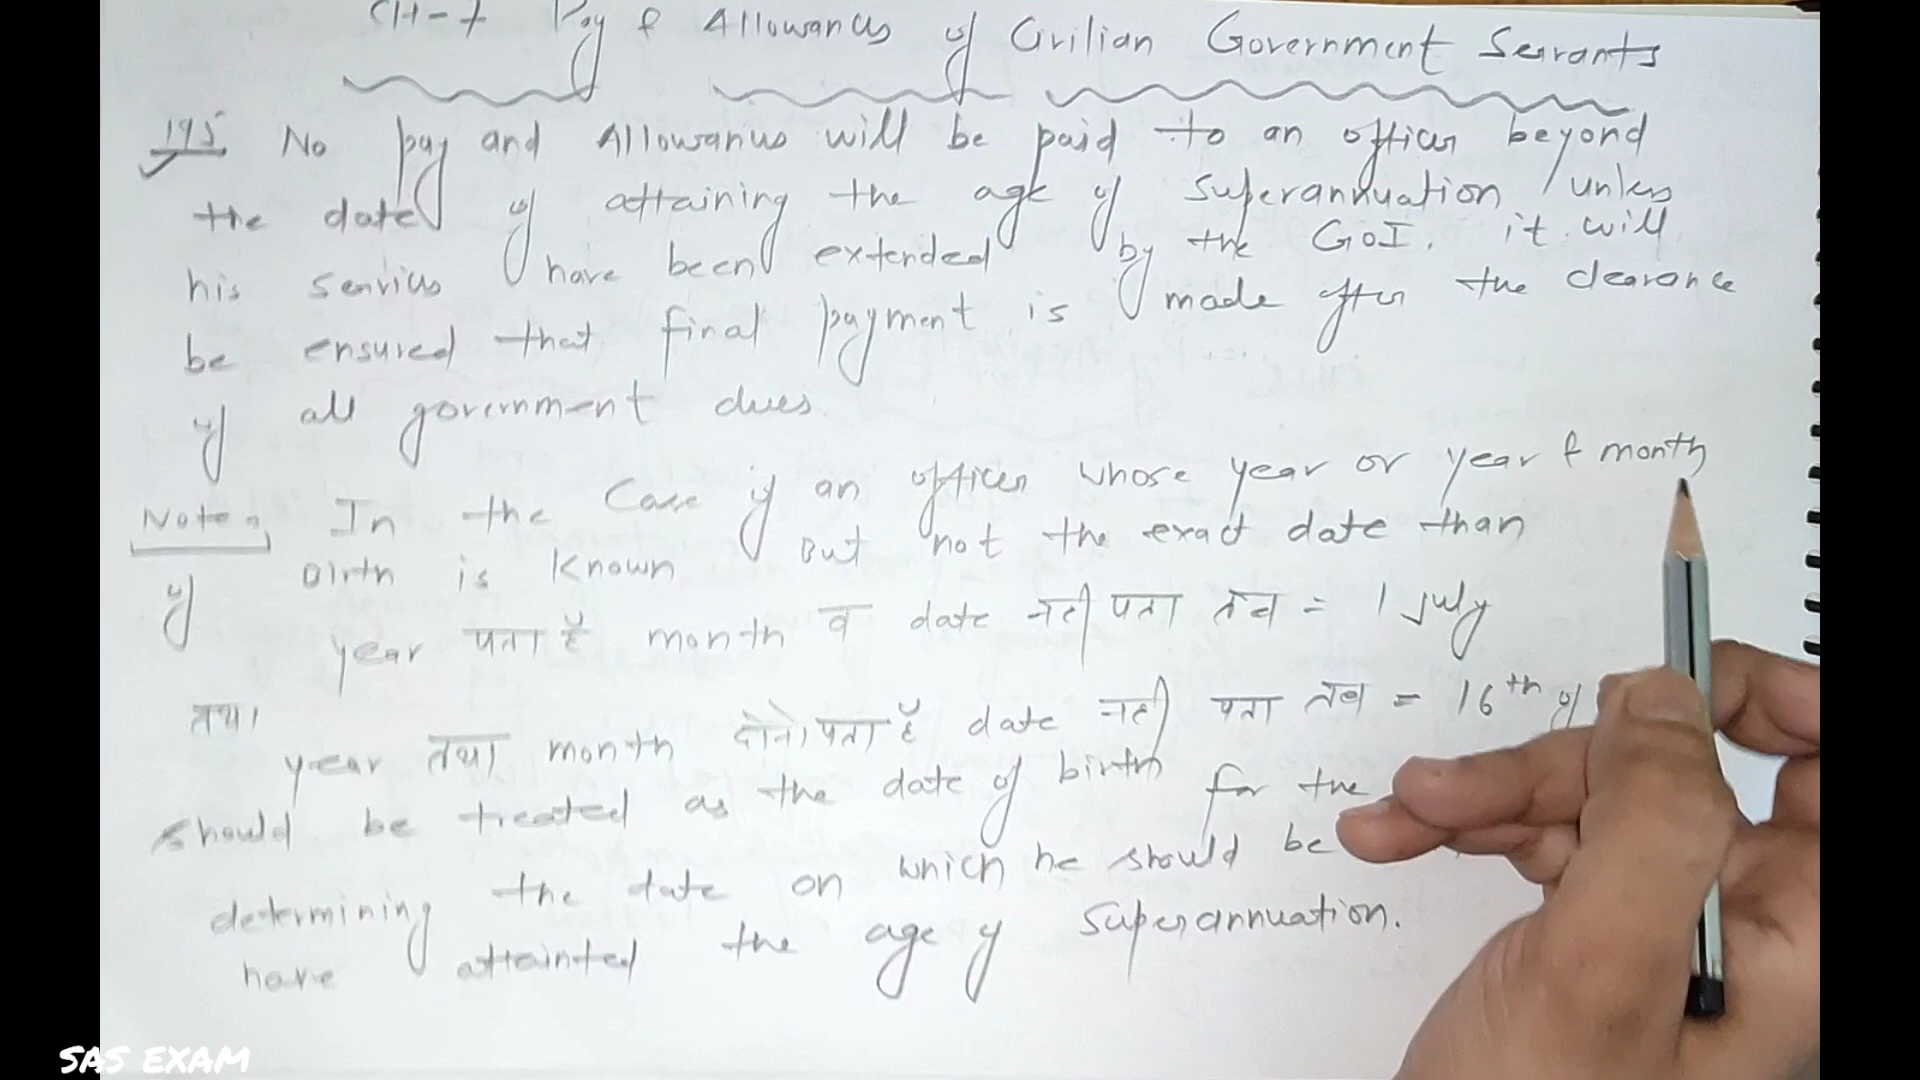 CH-7 Pay & Allowances of Civilian Government Servants
195 No pay and Allowances will be paid to an officer beyond
the date of attaining the age of superannuation, unless
his services have been extended by the GOI. it will
be ensured that final payment is made after the clearance
of all government dues
Note:- In the case of an officer whose year or year & month
of birth is known but not the exact date than
year पता है month व date नही पता तब = 1 July
तथा
year तथा month दोनो पता है date नही पता तब = 16th of
should be treated as the date of birth for the
determining the date on which he should be
have attainted the age of superannuation.
SAS EXAM